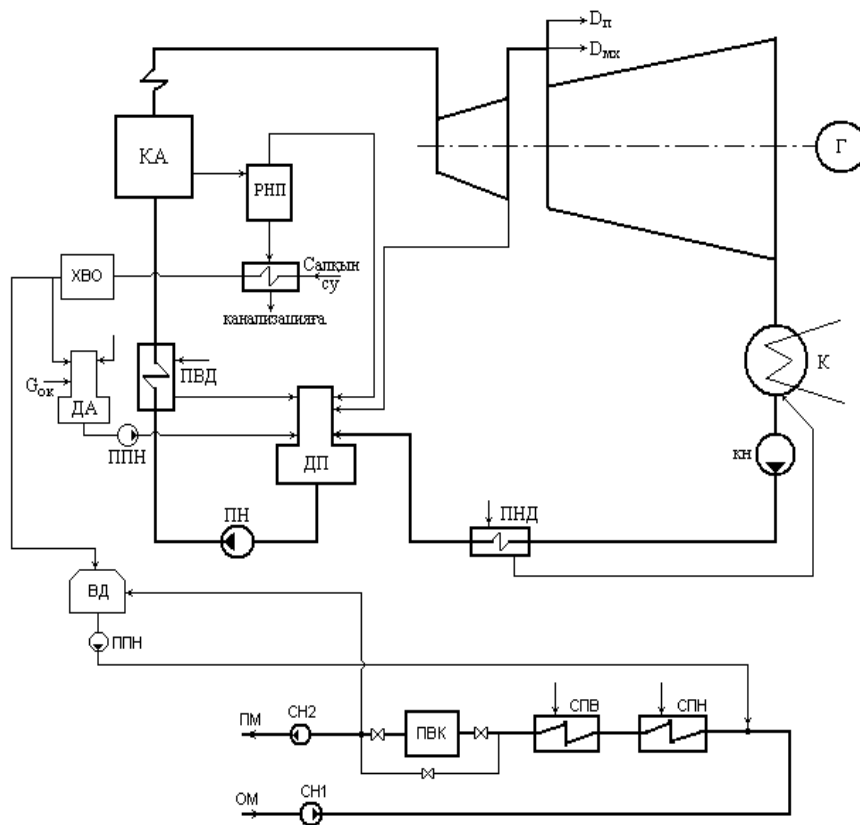 Dп
Dмх
КА
РНП
Г
ХВО
Салқын
су
канализацияға
ПВД
К
Gок
ДА
ППН
ДП
кн
ПН
ПНД
ВД
ППН
СПВ
СПН
ПМ
СН2
ПВК
ОМ
СН1